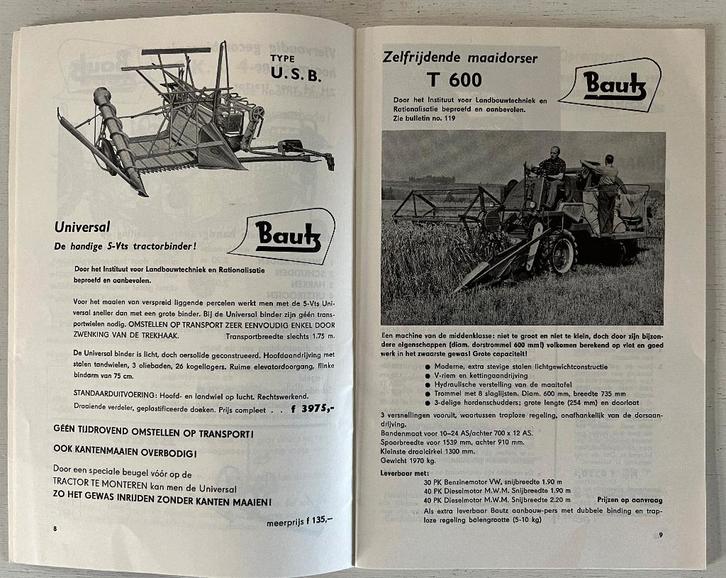 TYPE
U.S.B.
Universal
De handige 5-Vts tractorbinder!
Bautz
Door het Instituut voor Landbouwtechniek en Rationalisatie
beproefd en aanbevolen.
Voor het maaien van verspreid liggende percelen werkt men met de 5-Vts Uni-
versal sneller dan met een grote binder. Bij de Universal binder zijn géén trans-
portwielen nodig. OMSTELLEN OP TRANSPORT ZEER EENVOUDIG ENKEL DOOR
ZWENKING VAN DE TREKHAAK. Transportbreedte slechts 1.75 m.
De Universal binder is licht, doch oersolide geconstrueerd. Hoofdaandrijving met
stalen tandwielen, 3 oliebaden, 26 kogellagers. Ruime elevatordoorgang, flinke
bindarm van 75 cm.
STANDAARDUITVOERING: Hoofd- en landwiel op lucht. Rechtswerkend.
Draaiende verdeler, geplastificeerde doeken. Prijs compleet . . f 3975,-
GÉÉN TIJDROVEND OMSTELLEN OP TRANSPORT!
OOK KANTENMAAIEN OVERBODIG!
Door een speciale beugel vóór op de
TRACTOR TE MONTEREN kan men de Universal
ZO HET GEWAS INRIJDEN ZONDER KANTEN MAAIEN!
meerprijs f 135,—
8
Zelfrijdende maaidorser
T 600
Bautz
Door het Instituut voor Landbouwtechniek en
Rationalisatie beproefd en aanbevolen.
Zie bulletin no. 119
Een machine van de middenklasse: niet te groot en niet te klein, doch door zijn bijzon-
dere eigenschappen (diam. dorstrommel 600 mm!) volkomen berekend op vlot en goed
werk in het zwaarste gewas! Grote capaciteit!
● Moderne, extra stevige stalen lichtgewichtconstructie
● V-riem en kettingaandrijving
● Hydraulische verstelling van de maaitafel
● Trommel met 8 slaglijsten. Diam. 600 mm, breedte 735 mm
● 3-delige hordenschudders; grote lengte (254 mm) en doorlaat
3 versnellingen vooruit, waartussen traploze regeling, onafhankelijk van de dorsaan-
drijving.
Bandenmaat voor 10-24 AS/achter 700 x 12 AS.
Spoorbreedte voor 1539 mm, achter 910 mm.
Kleinste draaicirkel 1300 mm.
Gewicht 1970 kg.
Leverbaar met:
30 PK Benzinemotor VW, snijbreedte 1.90 m
40 PK Dieselmotor M.W.M. Snijbreedte 1.90 m
40 PK Dieselmotor M.W.M. Snijbreedte 2.20 m Prijzen op aanvraag
Als extra leverbaar Bautz aanbouw-pers met dubbele binding en trap-
loze regeling balengrootte (5-10 kg)
9